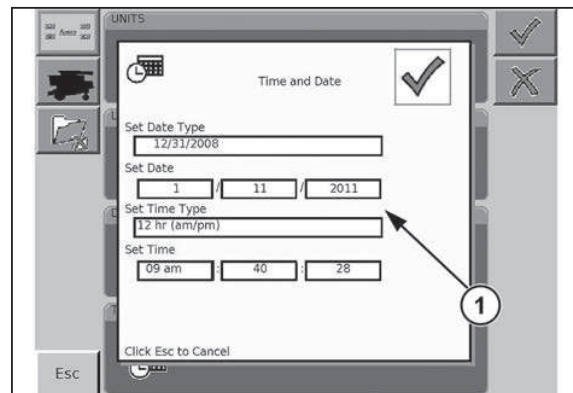 UNITS
Time and Date
Set Date Type
12/31/2008
Set Date
1 / 11 / 2011
Set Time Type
12 hr (am/pm)
Set Time
09 am : 40 : 28
1
Click Esc to Cancel
Esc